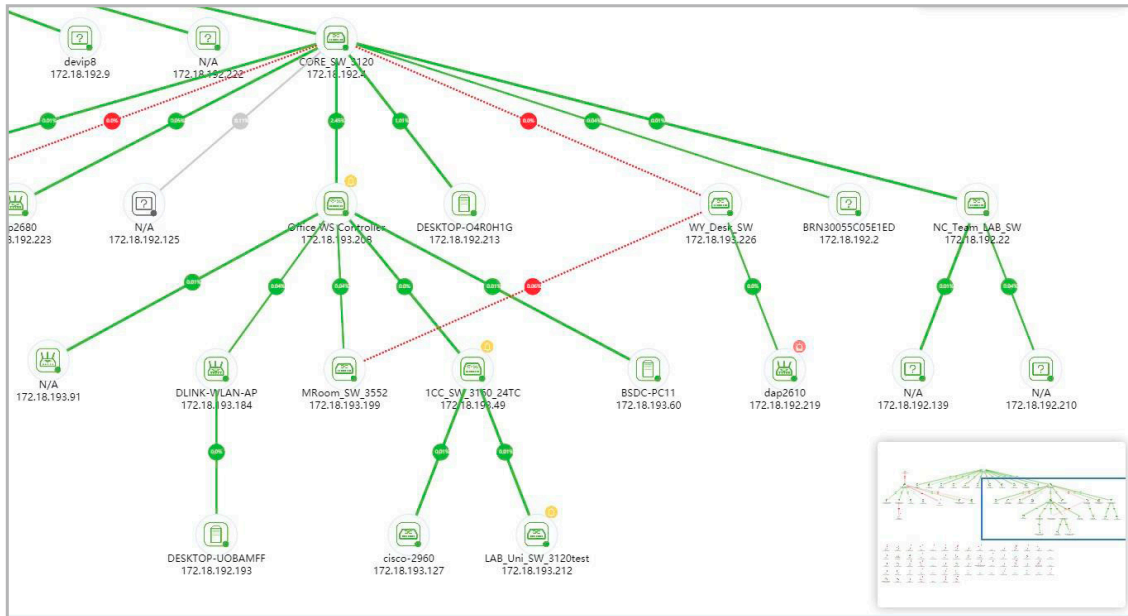 devip8
172.18.192.9
N/A
172.18.192.222
CORE_SW_3120
172.18.192.4
0.01%
0.0%
0.05%
2.45%
1.01%
0.0%
0.04%
0.01%
p2680
3.192.223
N/A
172.18.192.125
Office WS Controller
172.18.193.208
DESKTOP-O4R0H1G
172.18.192.213
WY_Desk_SW
172.18.193.226
BRN30055C05E1ED
172.18.192.2
NC_Team_LAB_SW
172.18.192.22
0.01%
0.04%
0.04%
0.0%
0.01%
0.06%
0.0%
0.01%
0.04%
N/A
172.18.193.91
DLINK-WLAN-AP
172.18.193.184
MRoom_SW_3552
172.18.193.199
1CC_SW_3130_24TC
172.18.193.49
BSDC-PC11
172.18.193.60
dap2610
172.18.192.219
N/A
172.18.192.139
N/A
172.18.192.210
0.0%
0.01%
0.01%
DESKTOP-UOBAMFF
172.18.192.193
cisco-2960
172.18.193.127
LAB_Uni_SW_3120test
172.18.193.212